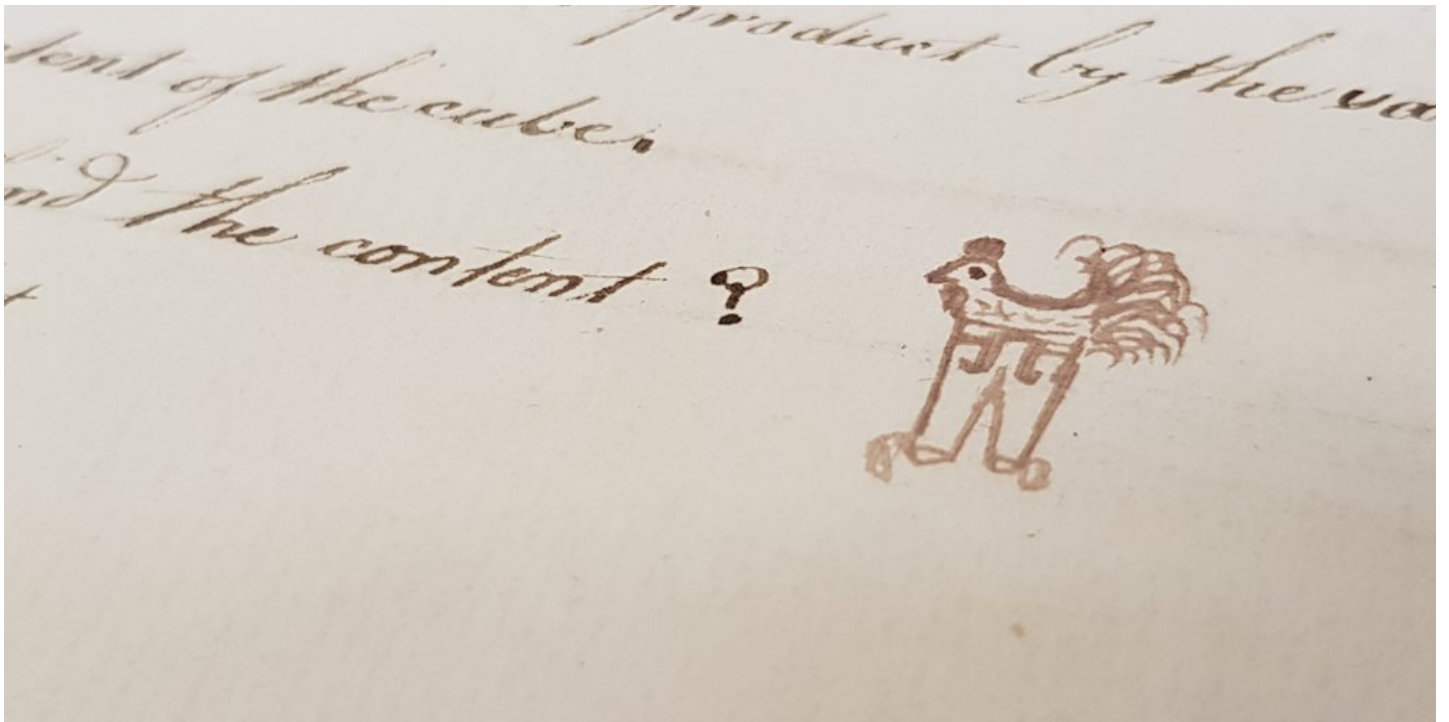 product by the
of the cube.
the content ?